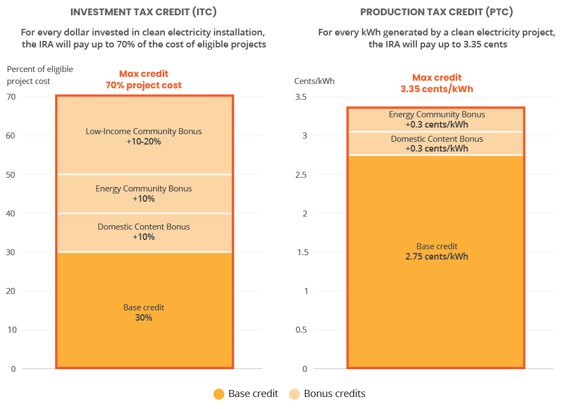 INVESTMENT TAX CREDIT (ITC)
For every dollar invested in clean electricity installation,
the IRA will pay up to 70% of the cost of eligible projects
Percent of eligible
project cost
Max credit
70% project cost
70
60
50
40
30
20
10
0
Low-Income Community Bonus
+10-20%
Energy Community Bonus
+10%
Domestic Content Bonus
+10%
Base credit
30%
PRODUCTION TAX CREDIT (PTC)
For every kWh generated by a clean electricity project,
the IRA will pay up to 3.35 cents
Cents/kWh
Max credit
3.35 cents/kWh
3.5
3
2.5
2
1.5
1
0.5
0
Energy Community Bonus
+0.3 cents/kWh
Domestic Content Bonus
+0.3 cents/kWh
Base credit
2.75 cents/kWh
Base credit
Bonus credits